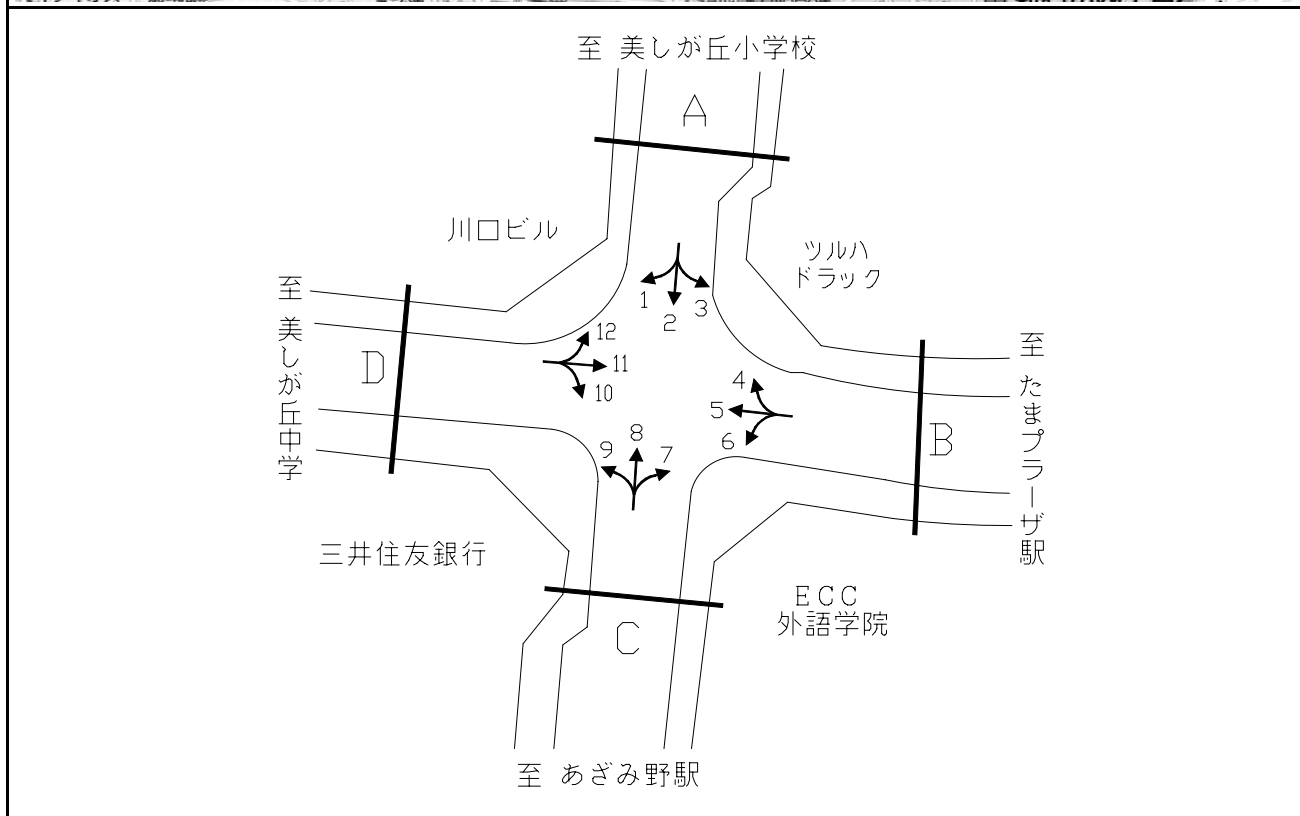 至 美しが丘小学校
A
川口ビル
ツルハ
ドラック
至 美しが丘中学
D
1
2
3
12
11
10
4
5
6
B
至 たまプラーザ駅
9
8
7
三井住友銀行
ECC
外語学院
C
至 あざみ野駅